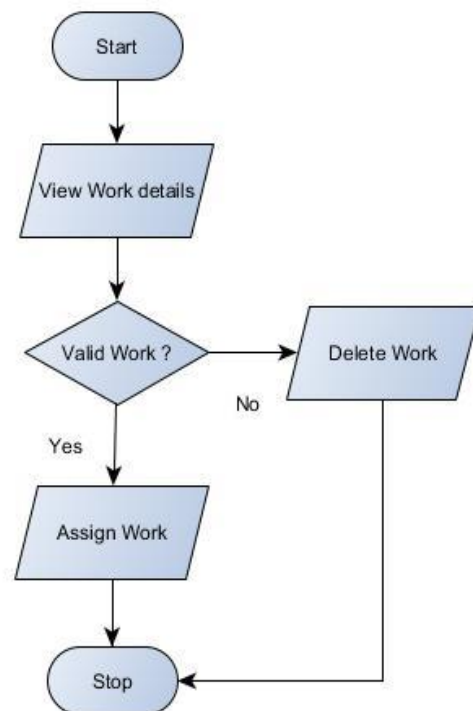 Start
View Work details
Valid Work ?
Delete Work
No
Yes
Assign Work
Stop